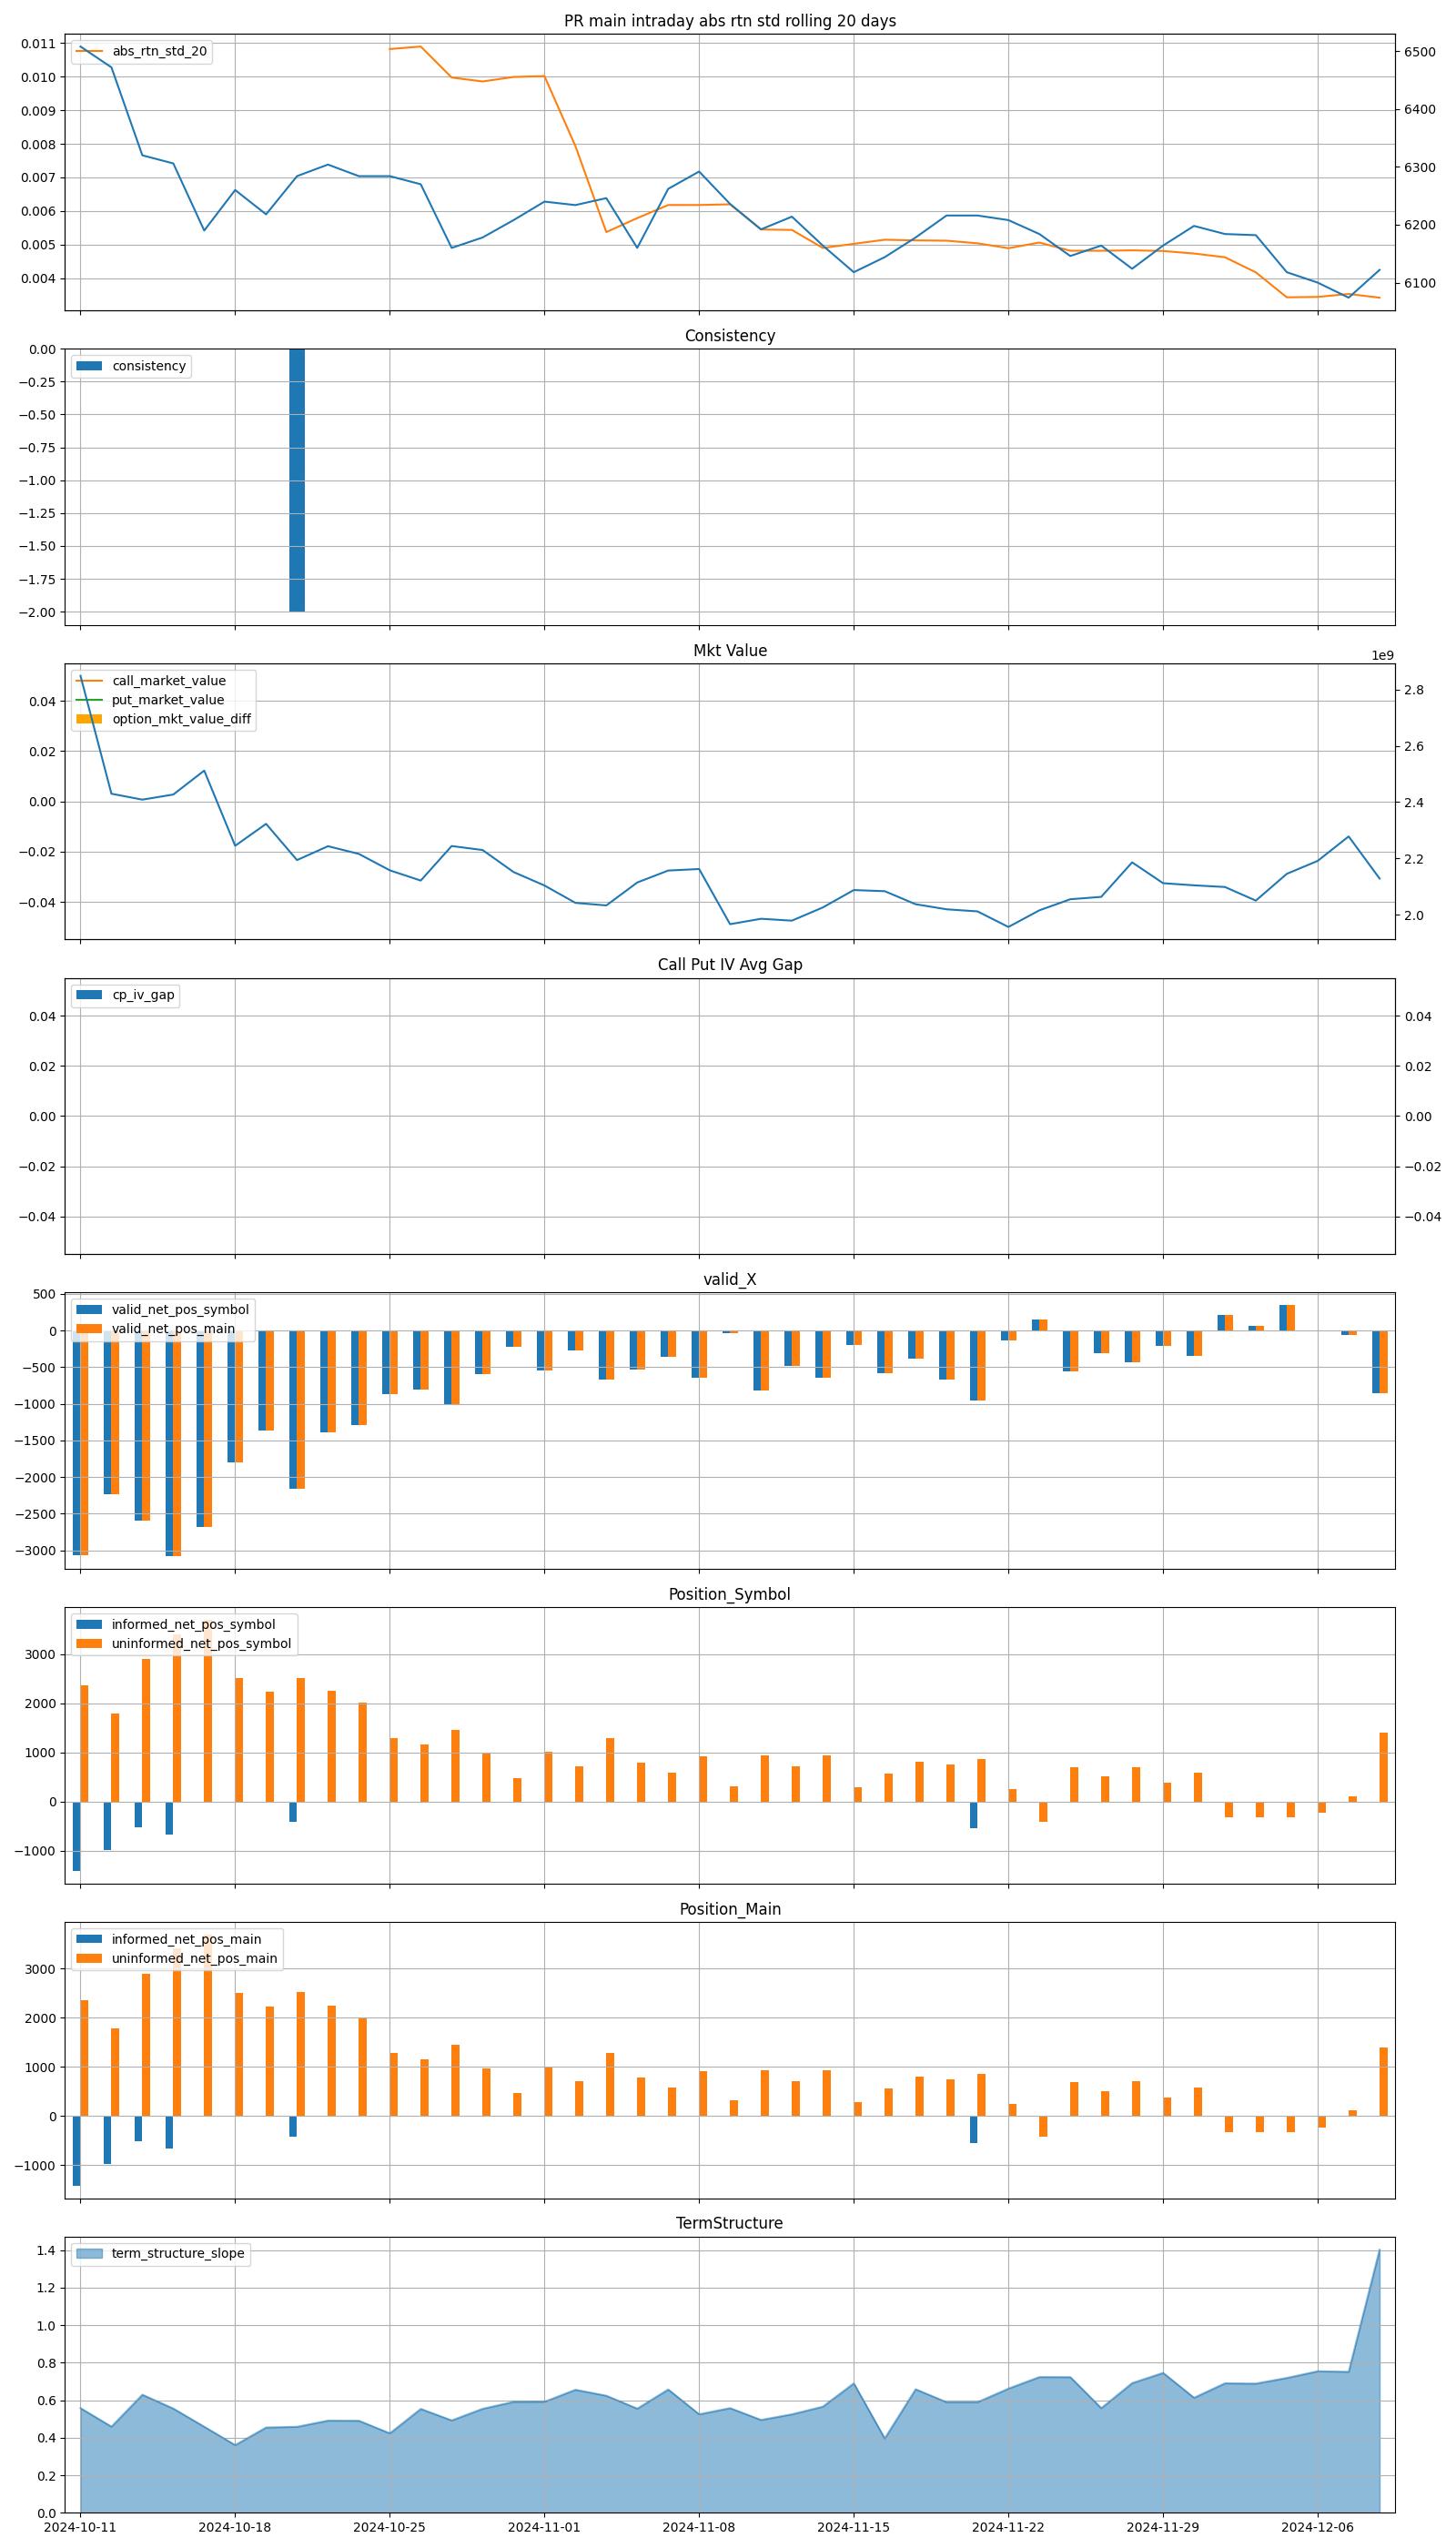 PR main intraday abs rtn std rolling 20 days
abs_rtn_std_20
0.011
0.010
0.009
0.008
0.007
0.006
0.005
0.004
6500
6400
6300
6200
6100
Consistency
consistency
0.00
−0.25
−0.50
−0.75
−1.00
−1.25
−1.50
−1.75
−2.00
Mkt Value
1e9
call_market_value
put_market_value
option_mkt_value_diff
0.04
0.02
0.00
−0.02
−0.04
2.8
2.6
2.4
2.2
2.0
Call Put IV Avg Gap
cp_iv_gap
0.04
0.02
0.00
−0.02
−0.04
0.04
0.02
0.00
−0.02
−0.04
valid_X
valid_net_pos_symbol
valid_net_pos_main
500
0
−500
−1000
−1500
−2000
−2500
−3000
Position_Symbol
informed_net_pos_symbol
uninformed_net_pos_symbol
3000
2000
1000
0
−1000
Position_Main
informed_net_pos_main
uninformed_net_pos_main
3000
2000
1000
0
−1000
TermStructure
term_structure_slope
1.4
1.2
1.0
0.8
0.6
0.4
0.2
0.0
2024-10-11 2024-10-18 2024-10-25 2024-11-01 2024-11-08 2024-11-15 2024-11-22 2024-11-29 2024-12-06